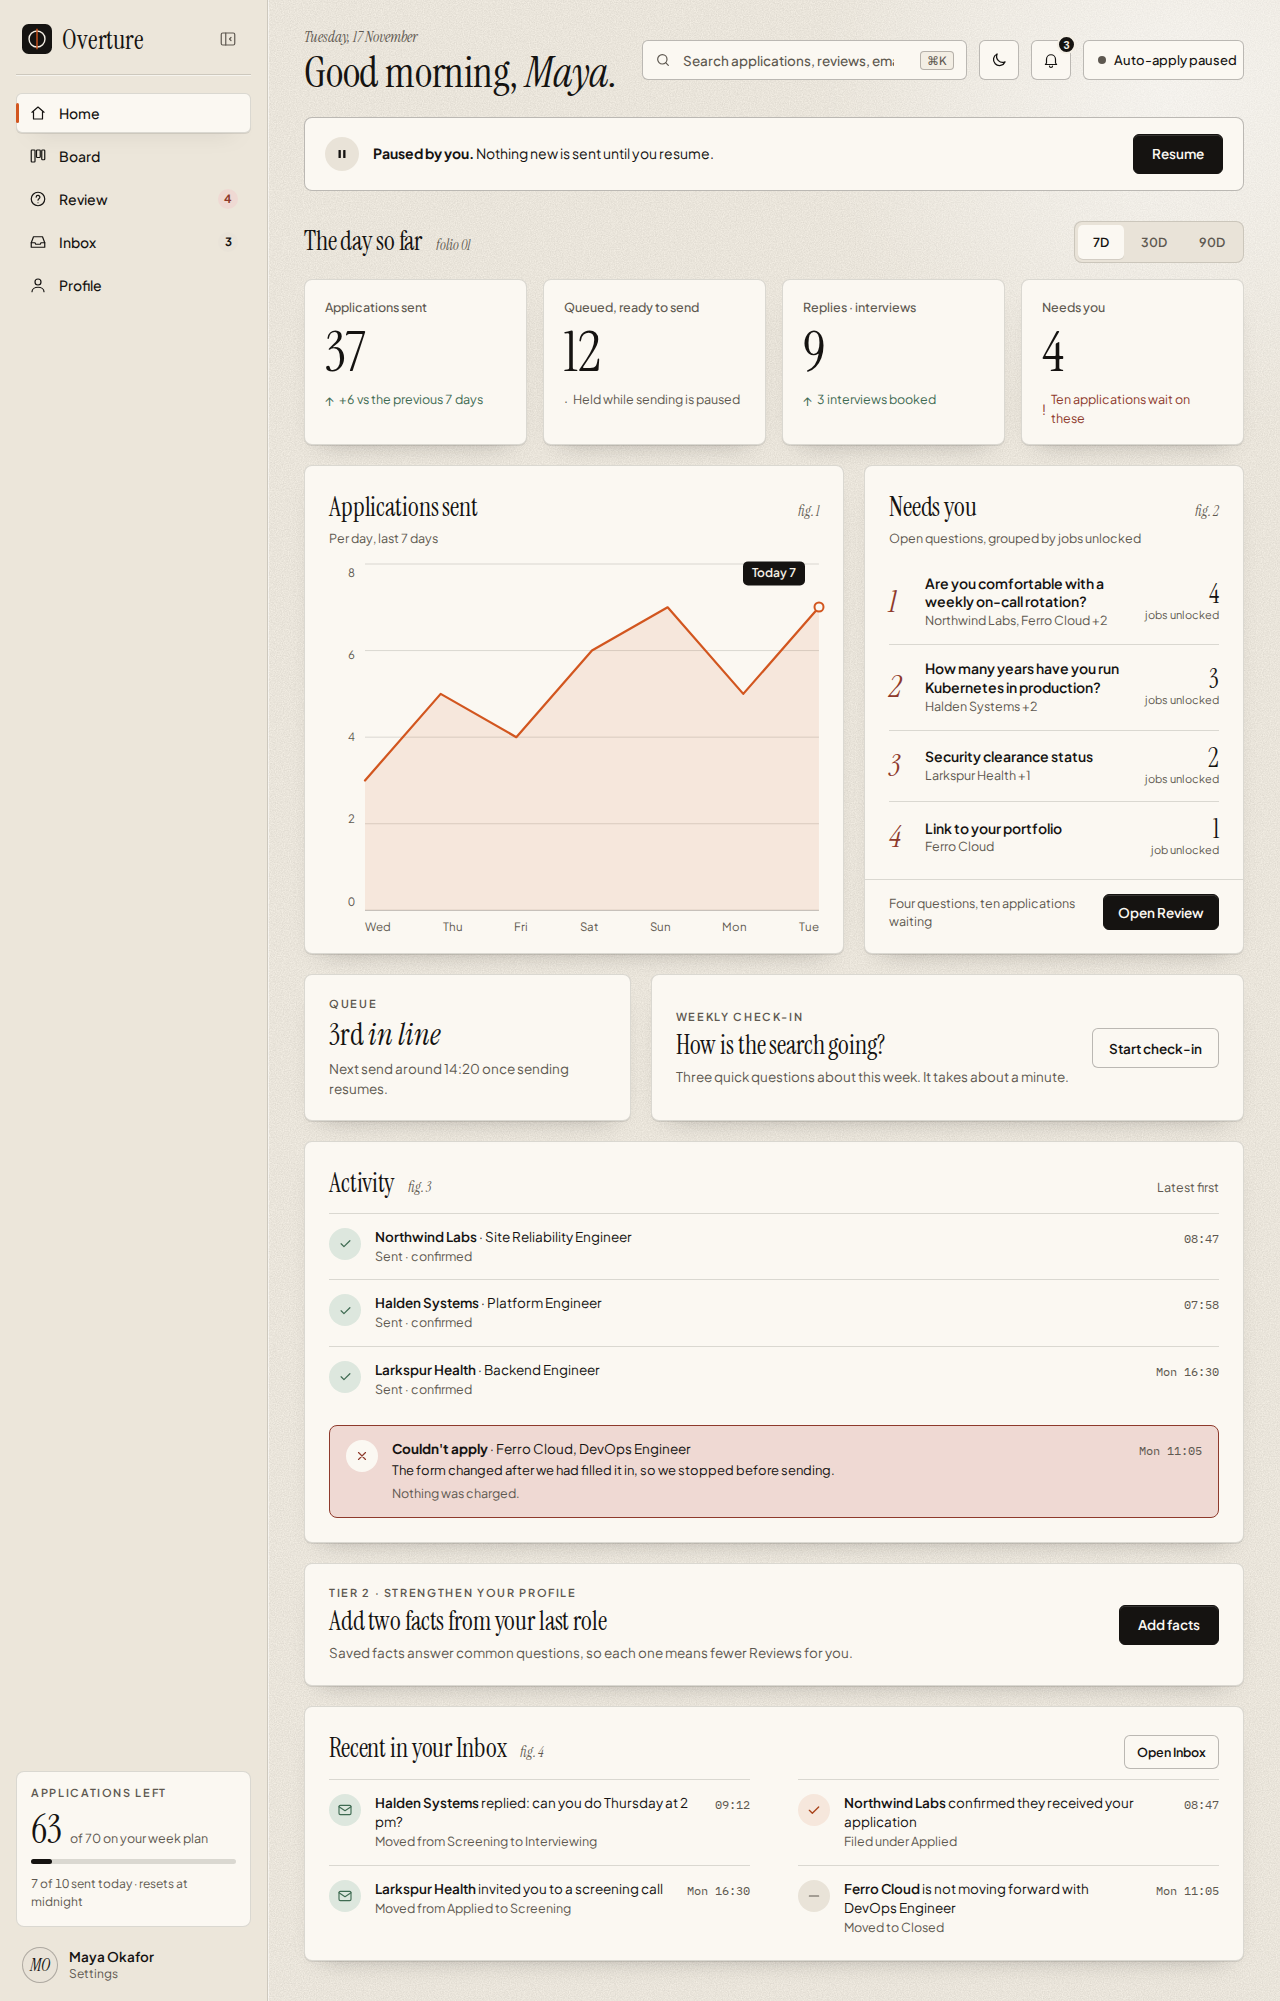 Overture
Home
Board
Review 4
Inbox 3
Profile
APPLICATIONS LEFT
63 of 70 on your week plan
7 of 10 sent today · resets at
midnight
MO
Maya Okafor
Settings
Tuesday, 17 November
Good morning, Maya.
Search applications, reviews, ema
⌘K
3
Auto-apply paused
Paused by you. Nothing new is sent until you resume.
Resume
The day so far folio 01
7D 30D 90D
Applications sent
37
↑ +6 vs the previous 7 days
Queued, ready to send
12
· Held while sending is paused
Replies · interviews
9
↑ 3 interviews booked
Needs you
4
! Ten applications wait on
these
Applications sent fig. 1
Per day, last 7 days
Today 7
8
6
4
2
0
Wed Thu Fri Sat Sun Mon Tue
Needs you fig. 2
Open questions, grouped by jobs unlocked
1
Are you comfortable with a
weekly on-call rotation?
Northwind Labs, Ferro Cloud +2
4
jobs unlocked
2
How many years have you run
Kubernetes in production?
Halden Systems +2
3
jobs unlocked
3
Security clearance status
Larkspur Health +1
2
jobs unlocked
4
Link to your portfolio
Ferro Cloud
1
job unlocked
Four questions, ten applications
waiting
Open Review
QUEUE
3rd in line
Next send around 14:20 once sending
resumes.
WEEKLY CHECK-IN
How is the search going?
Three quick questions about this week. It takes about a minute.
Start check-in
Activity fig. 3
Latest first
Northwind Labs · Site Reliability Engineer
Sent · confirmed
08:47
Halden Systems · Platform Engineer
Sent · confirmed
07:58
Larkspur Health · Backend Engineer
Sent · confirmed
Mon 16:30
Couldn't apply · Ferro Cloud, DevOps Engineer
The form changed after we had filled it in, so we stopped before sending.
Nothing was charged.
Mon 11:05
TIER 2 · STRENGTHEN YOUR PROFILE
Add two facts from your last role
Saved facts answer common questions, so each one means fewer Reviews for you.
Add facts
Recent in your Inbox fig. 4
Open Inbox
Halden Systems replied: can you do Thursday at 2
pm?
Moved from Screening to Interviewing
09:12
Northwind Labs confirmed they received your
application
Filed under Applied
08:47
Larkspur Health invited you to a screening call
Moved from Applied to Screening
Mon 16:30
Ferro Cloud is not moving forward with
DevOps Engineer
Moved to Closed
Mon 11:05